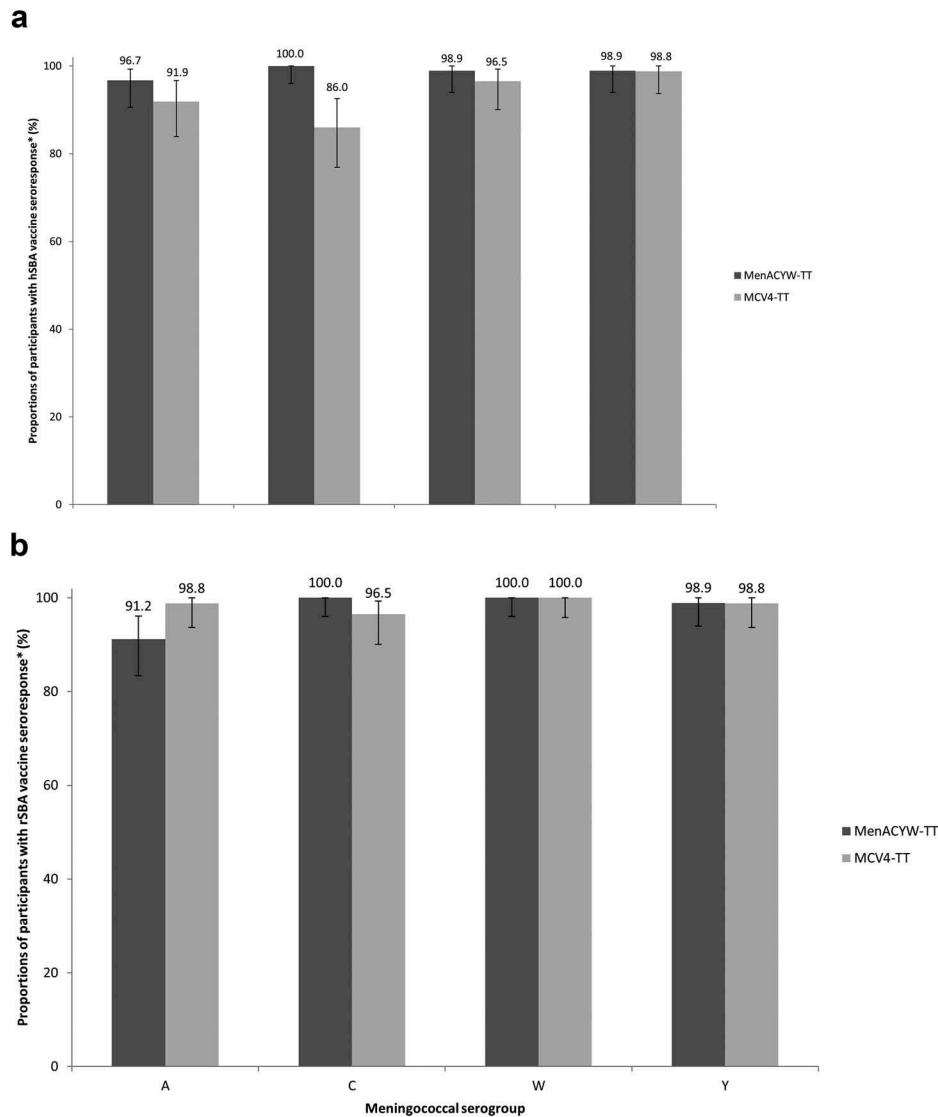 a
Proportions of participants with hSBA vaccine seroresponse* (%)
100
80
60
40
20
0
96.7
91.9
100.0
86.0
98.9
96.5
98.9
98.8
MenACYW-TT
MCV4-TT
b
Proportions of participants with rSBA vaccine seroresponse* (%)
100
80
60
40
20
0
91.2
98.8
100.0
96.5
100.0
100.0
98.9
98.8
MenACYW-TT
MCV4-TT
A
C
W
Y
Meningococcal serogroup